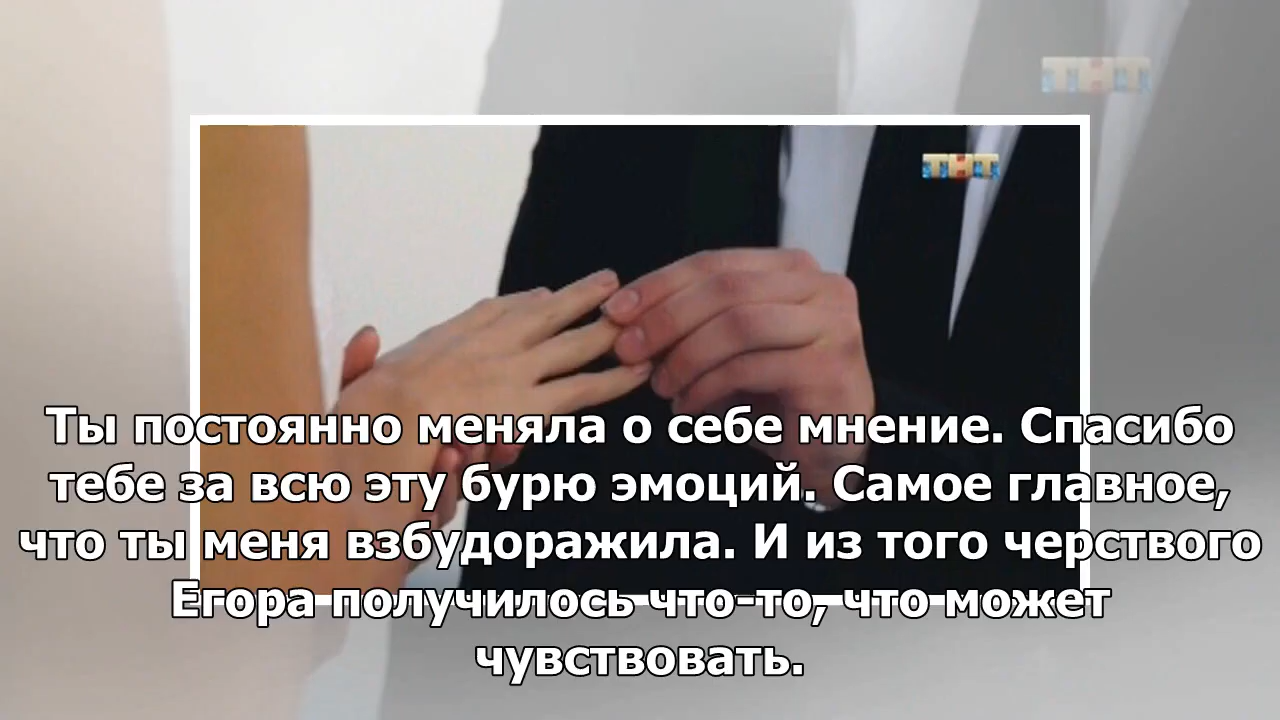 ТНТ
ТНТ
Ты постоянно меняла о себе мнение. Спасибо
тебе за всю эту бурю эмоций. Самое главное,
что ты меня взбудоражила. И из того черствого
Егора получилось что-то, что может
чувствовать.